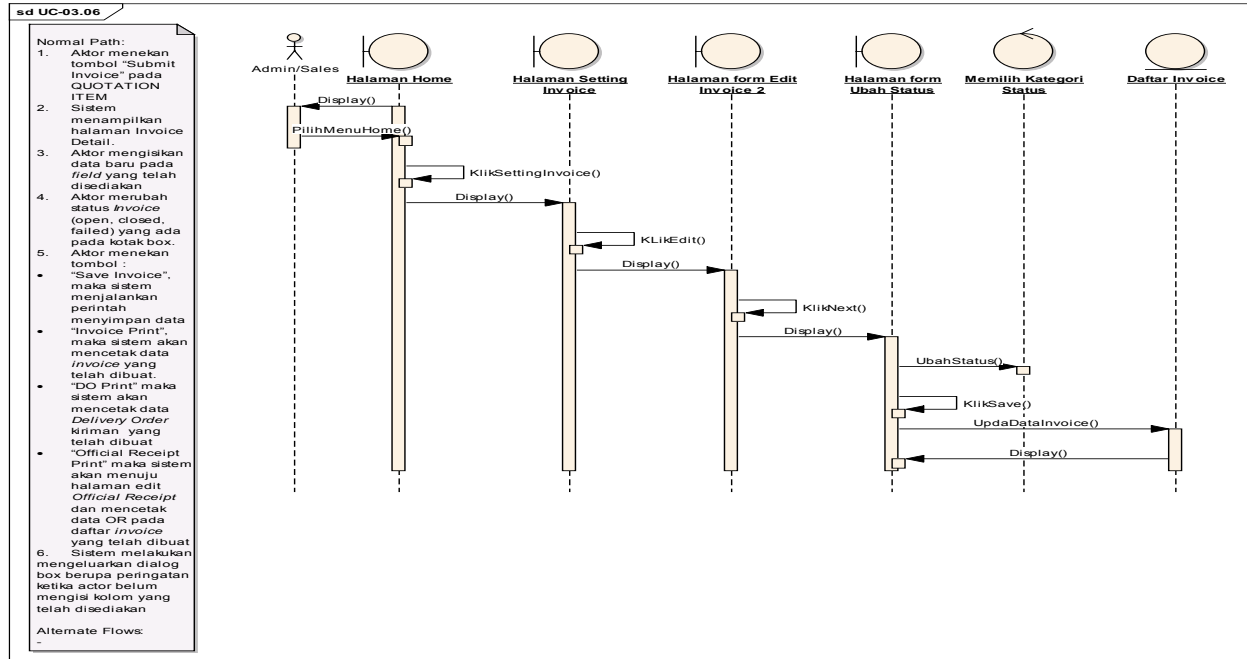 sd UC-03.06
Normal Path:
1. Aktor menekan
tombol “Submit
Invoice” pada
QUOTATION
ITEM
2. Sistem
menampilkan
halaman Invoice
Detail.
3. Aktor mengisikan
data baru pada
field yang telah
disediakan
4. Aktor merubah
status Invoice
(open, closed,
failed) yang ada
pada kotak box.
5. Aktor menekan
tombol :
• “Save Invoice”,
maka sistem
menjalankan
perintah
menyimpan data
• “Invoice Print”,
maka sistem akan
mencetak data
invoice yang
telah dibuat.
• “DO Print” maka
sistem akan
mencetak data
Delivery Order
kiriman yang
telah dibuat
• “Official Receipt
Print” maka sistem
akan menuju
halaman edit
Official Receipt
dan mencetak
data OR pada
daftar invoice
yang telah dibuat
6. Sistem melakukan
mengeluarkan dialog
box berupa peringatan
ketika actor belum
mengisi kolom yang
telah disediakan
Alternate Flows:
-
Admin/Sales
Halaman Home
Halaman Setting
Invoice
Halaman form Edit
Invoice 2
Halaman form
Ubah Status
Memilih Kategori
Status
Daftar Invoice
Display()
PilihMenuHome()
KlikSettingInvoice()
Display()
KLikEdit()
Display()
KlikNext()
Display()
UbahStatus()
KlikSave()
UpdaDataInvoice()
Display()